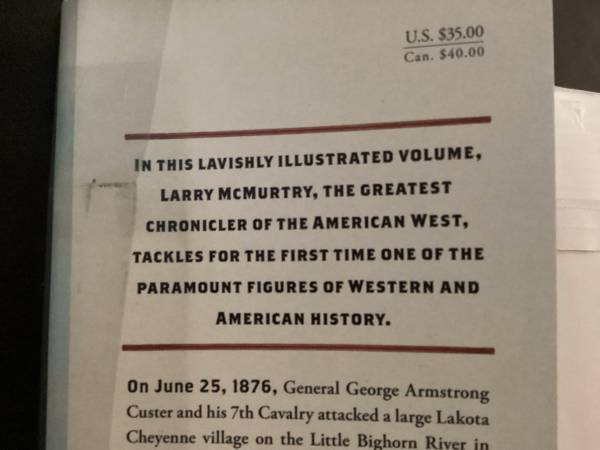 U.S. $35.00
Can. $40.00
IN THIS LAVISHLY ILLUSTRATED VOLUME,
LARRY MCMURTRY, THE GREATEST
CHRONICLER OF THE AMERICAN WEST,
TACKLES FOR THE FIRST TIME ONE OF THE
PARAMOUNT FIGURES OF WESTERN AND
AMERICAN HISTORY.
On June 25, 1876, General George Armstrong
Custer and his 7th Cavalry attacked a large Lakota
Cheyenne village on the Little Bighorn River in